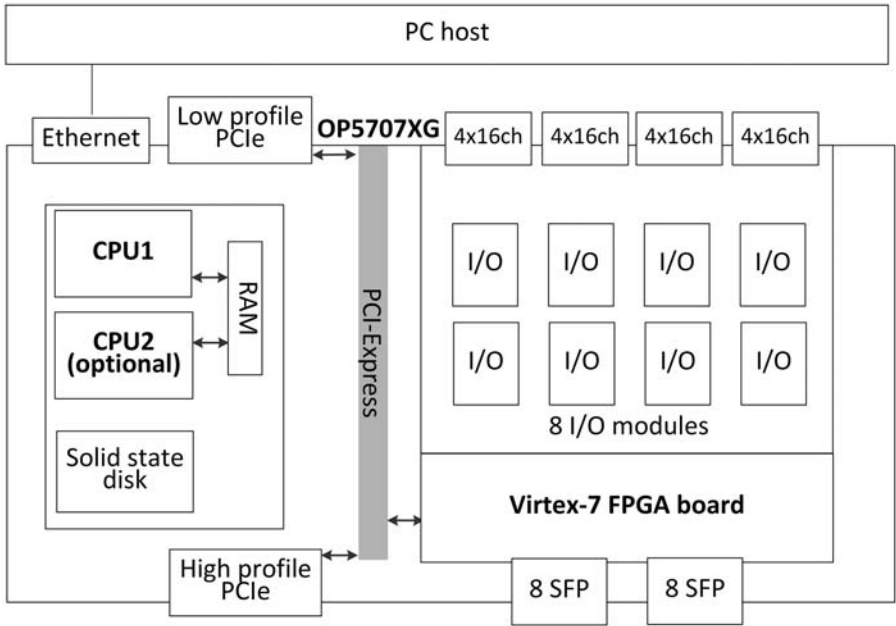 PC host
Ethernet
Low profile
PCIe
OP5707XG
4x16ch
4x16ch
4x16ch
4x16ch
CPU1
CPU2
(optional)
RAM
Solid state
disk
PCI-Express
I/O
I/O
I/O
I/O
I/O
I/O
I/O
I/O
8 I/O modules
Virtex-7 FPGA board
High profile
PCIe
8 SFP
8 SFP